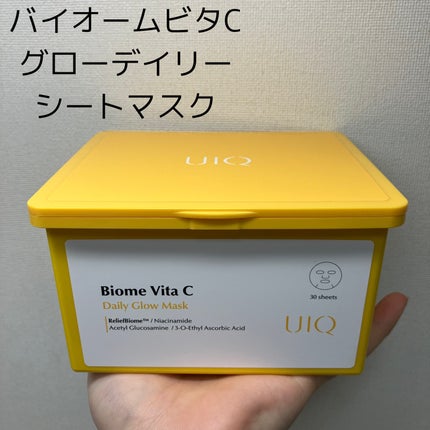 バイオームビタC
グローデイリー
シートマスク
UIQ
Biome Vita C
Daily Glow Mask
ReliefBiome™ / Niacinamide
Acetyl Glucosamine / 3-O-Ethyl Ascorbic Acid
30 sheets
UIQ